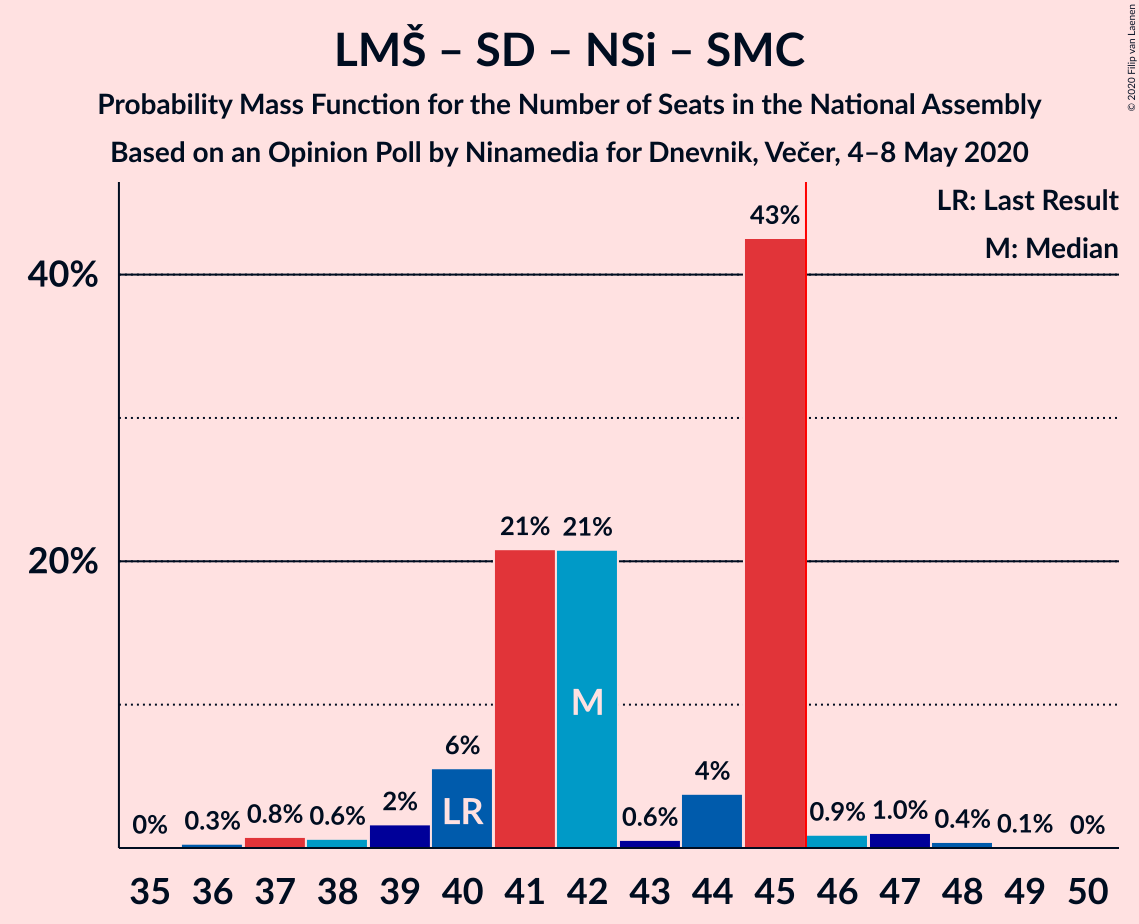 LMŠ – SD – NSi – SMC
Probability Mass Function for the Number of Seats in the National Assembly
Based on an Opinion Poll by Ninamedia for Dnevnik, Večer, 4–8 May 2020
© 2020 Filip van Laenen
LR: Last Result
M: Median
40%
20%
0% 0.3% 0.8% 0.6% 2% 6% 21% 21% 0.6% 4% 43% 0.9% 1.0% 0.4% 0.1% 0%
LR M
35 36 37 38 39 40 41 42 43 44 45 46 47 48 49 50